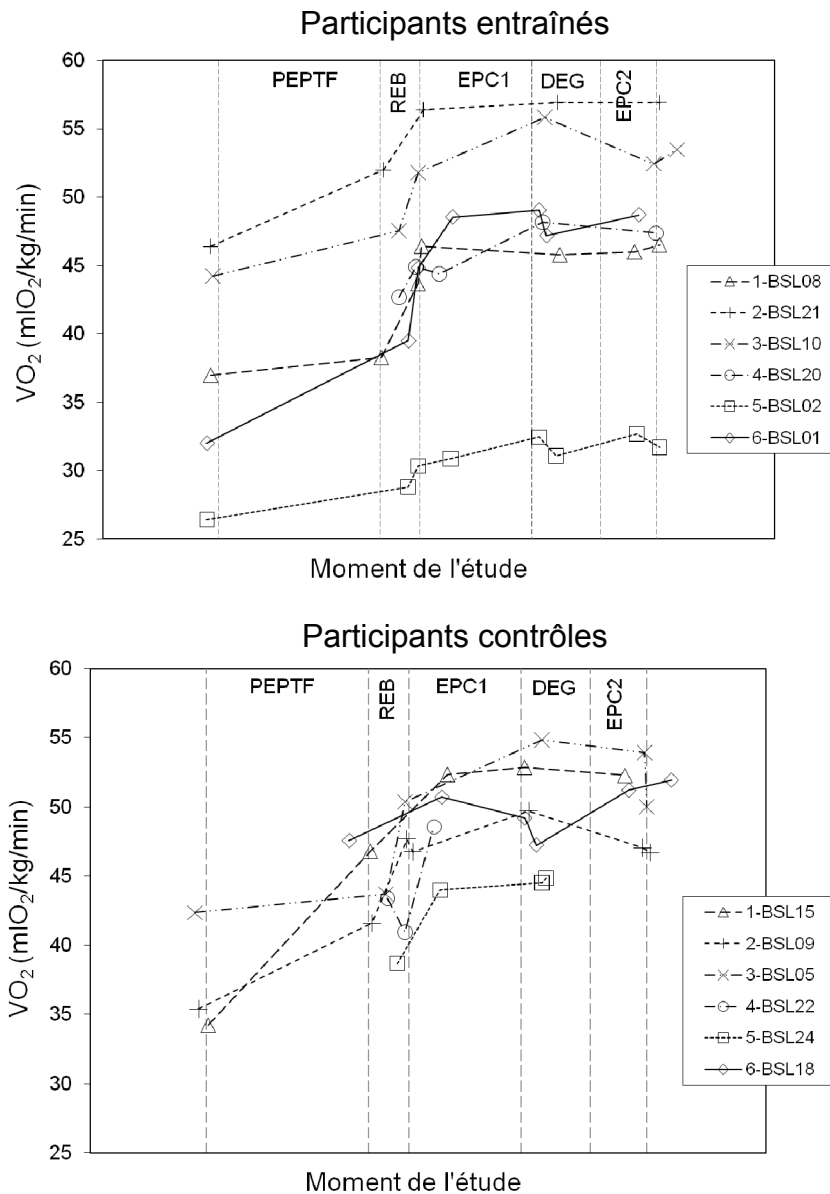 Participants entraînés
60
55
50
45
40
35
30
25
VO₂ (mlO₂/kg/min)
PEPTF
REB
EPC1
DEG
EPC2
1-BSL08
2-BSL21
3-BSL10
4-BSL20
5-BSL02
6-BSL01
Moment de l'étude
Participants contrôles
60
55
50
45
40
35
30
25
VO₂ (mlO₂/kg/min)
PEPTF
REB
EPC1
DEG
EPC2
1-BSL15
2-BSL09
3-BSL05
4-BSL22
5-BSL24
6-BSL18
Moment de l'étude